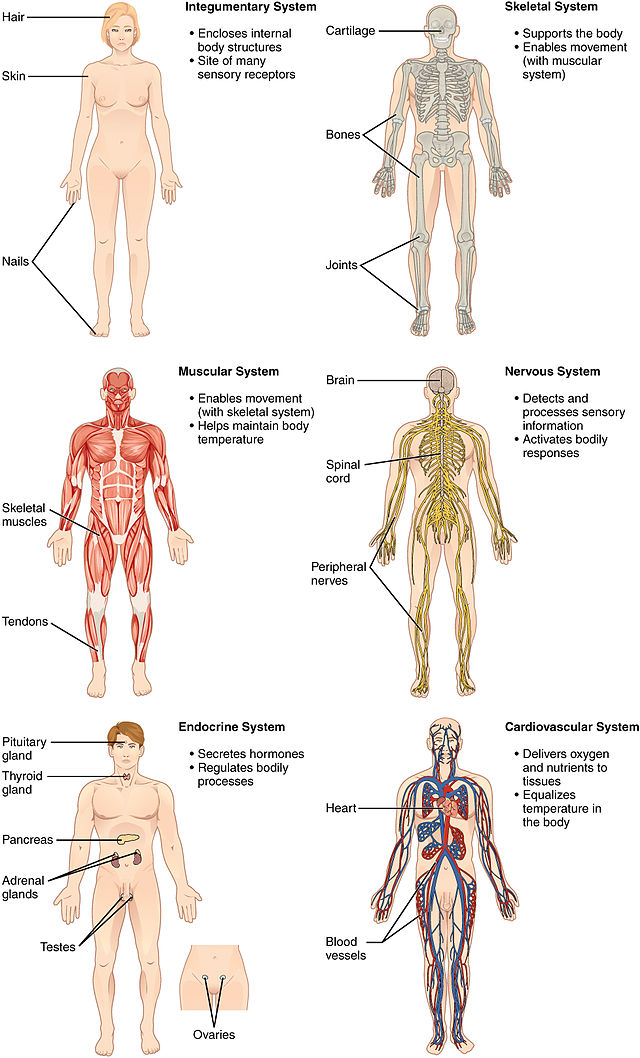 Integumentary System
• Encloses internal
body structures
• Site of many
sensory receptors
Hair
Skin
Nails
Skeletal System
• Supports the body
• Enables movement
(with muscular
system)
Cartilage
Bones
Joints
Muscular System
• Enables movement
(with skeletal system)
• Helps maintain body
temperature
Skeletal
muscles
Tendons
Nervous System
• Detects and
processes sensory
information
• Activates bodily
responses
Brain
Spinal
cord
Peripheral
nerves
Endocrine System
• Secretes hormones
• Regulates bodily
processes
Pituitary
gland
Thyroid
gland
Pancreas
Adrenal
glands
Testes
Ovaries
Cardiovascular System
• Delivers oxygen
and nutrients to
tissues
• Equalizes
temperature in
the body
Heart
Blood
vessels